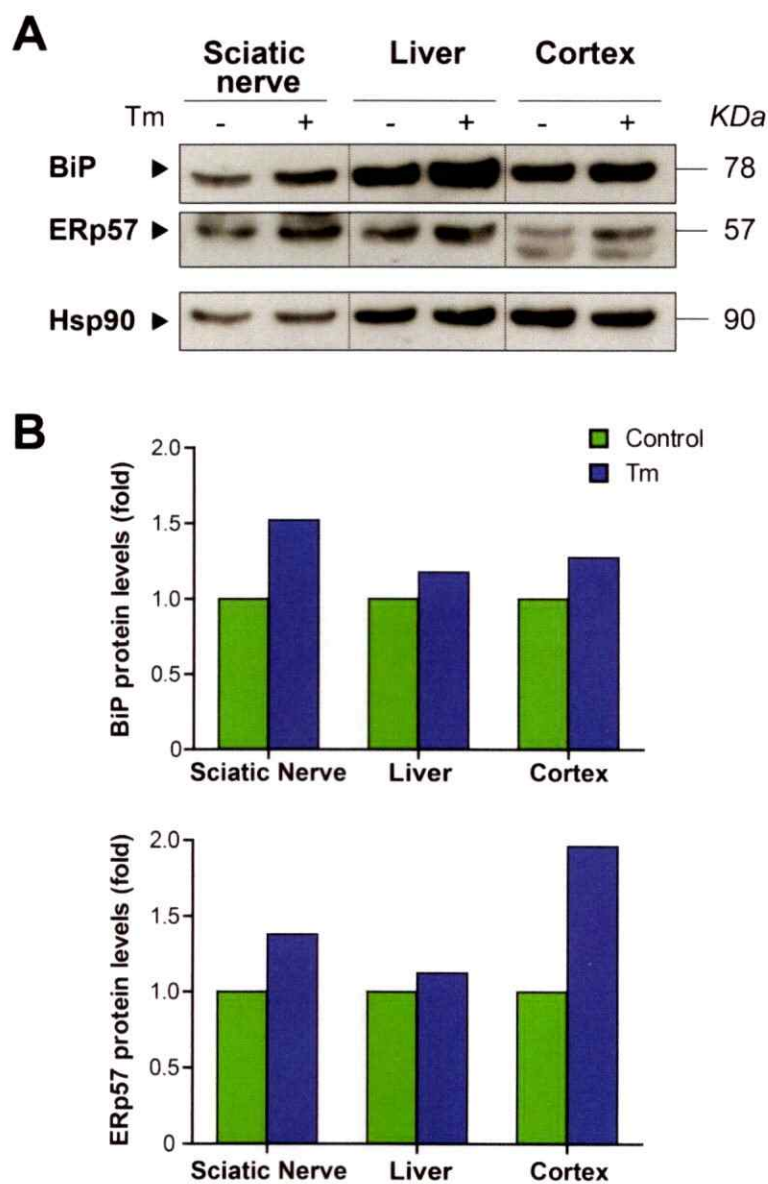 A
Sciatic nerve
Liver
Cortex
Tm - + - + - + KDa
BiP 78
ERp57 57
Hsp90 90
B
Control
Tm
BiP protein levels (fold)
2.0
1.5
1.0
0.5
0
Sciatic Nerve Liver Cortex
ERp57 protein levels (fold)
2.0
1.5
1.0
0.5
0
Sciatic Nerve Liver Cortex